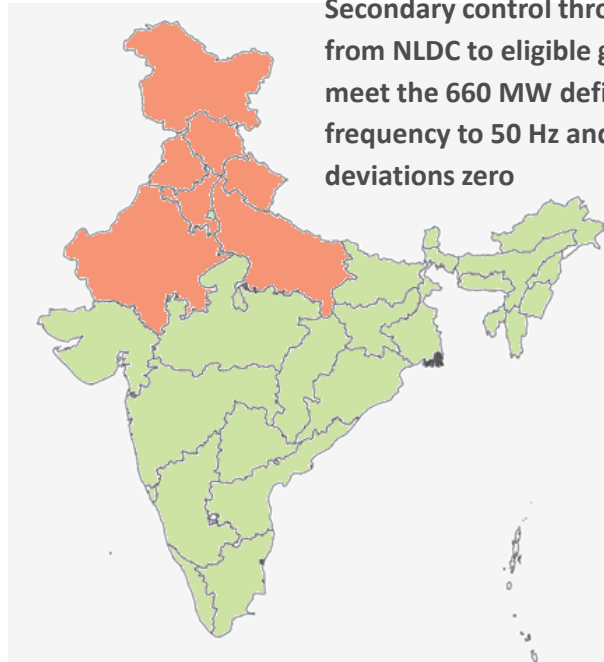 Secondary control thro
from NLDC to eligible g
meet the 660 MW defi
frequency to 50 Hz and
deviations zero